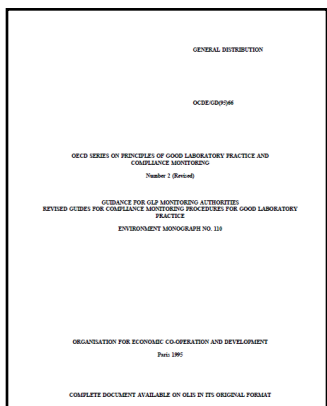 GENERAL DISTRIBUTION
OCDE/GD(95)66
OECD SERIES ON PRINCIPLES OF GOOD LABORATORY PRACTICE AND
COMPLIANCE MONITORING
Number 2 (Revised)
GUIDANCE FOR GLP MONITORING AUTHORITIES
REVISED GUIDES FOR COMPLIANCE MONITORING PROCEDURES FOR GOOD LABORATORY
PRACTICE
ENVIRONMENT MONOGRAPH NO. 110
ORGANISATION FOR ECONOMIC CO-OPERATION AND DEVELOPMENT
Paris 1995
COMPLETE DOCUMENT AVAILABLE ON OLIS IN ITS ORIGINAL FORMAT